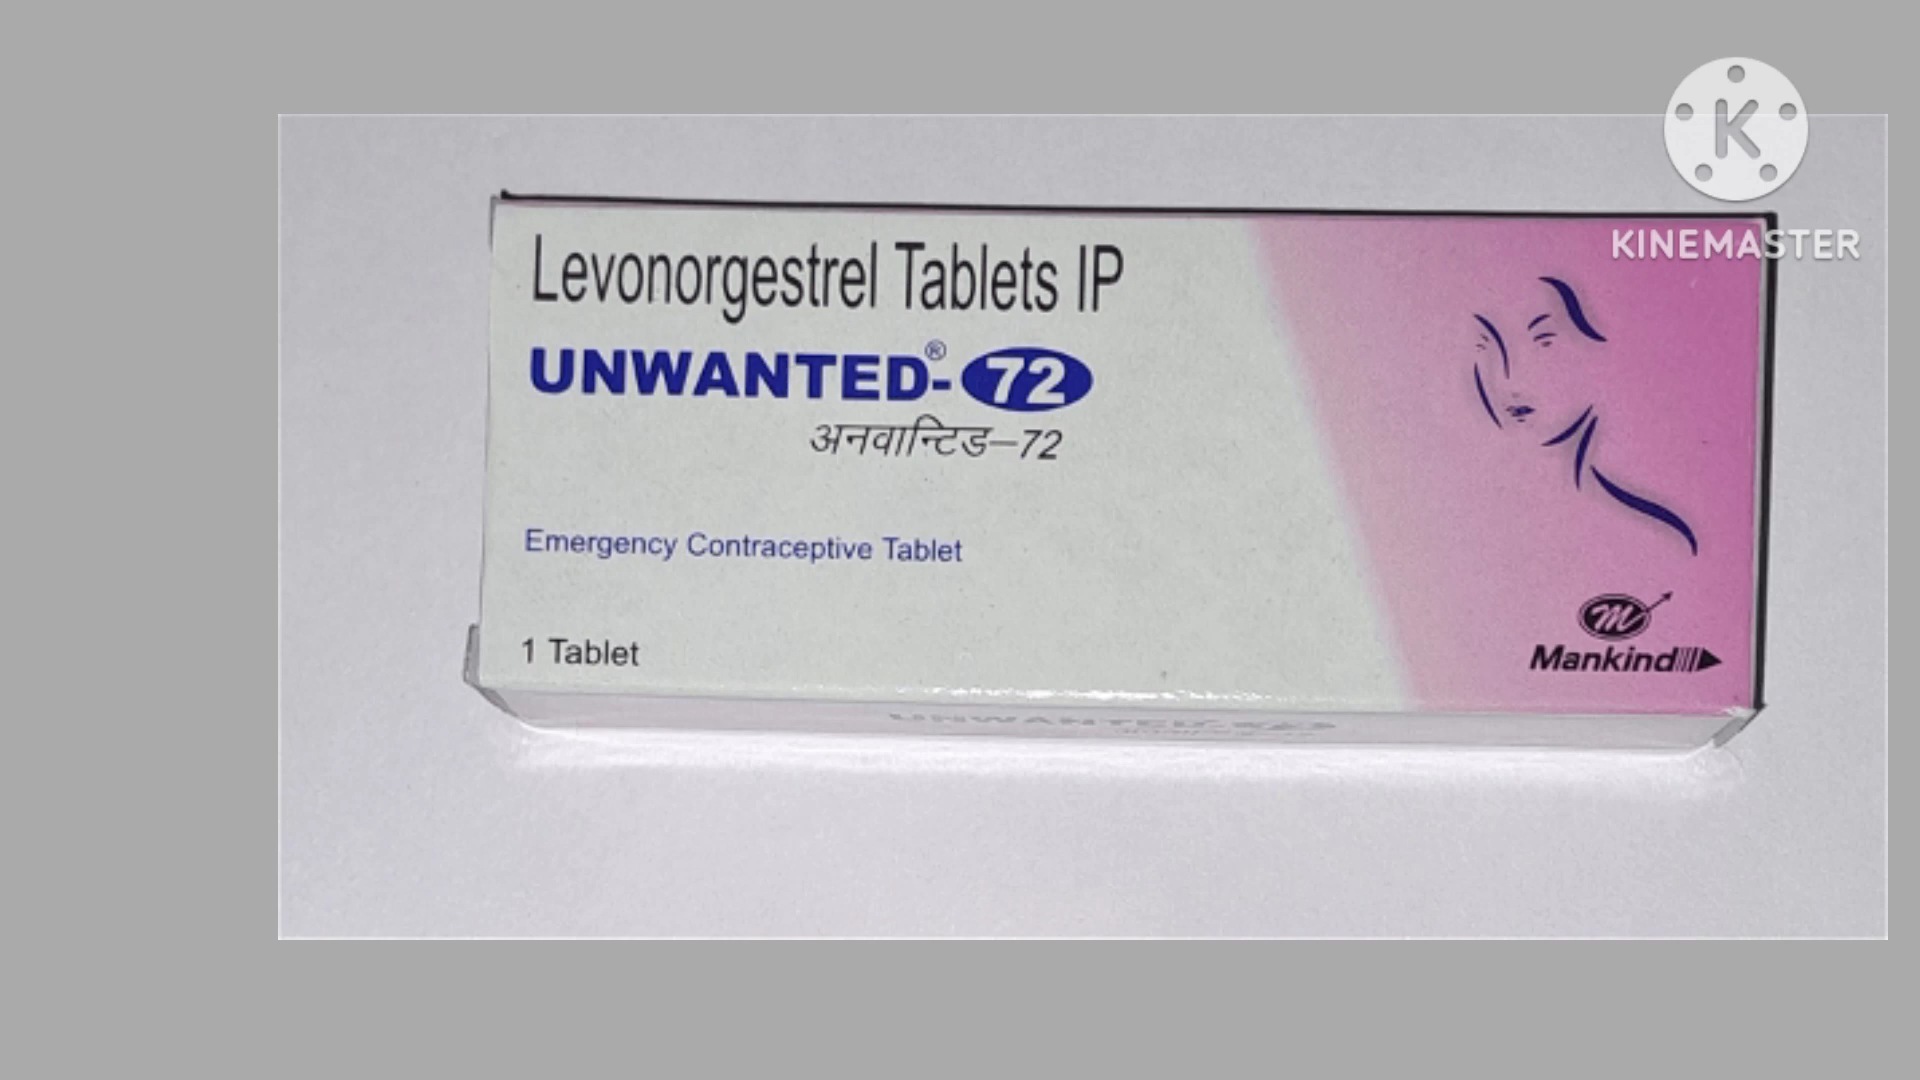 K
KINEMASTER
Levonorgestrel Tablets IP
UNWANTED®-72
अनवान्टिड–72
Emergency Contraceptive Tablet
1 Tablet
m
Mankind